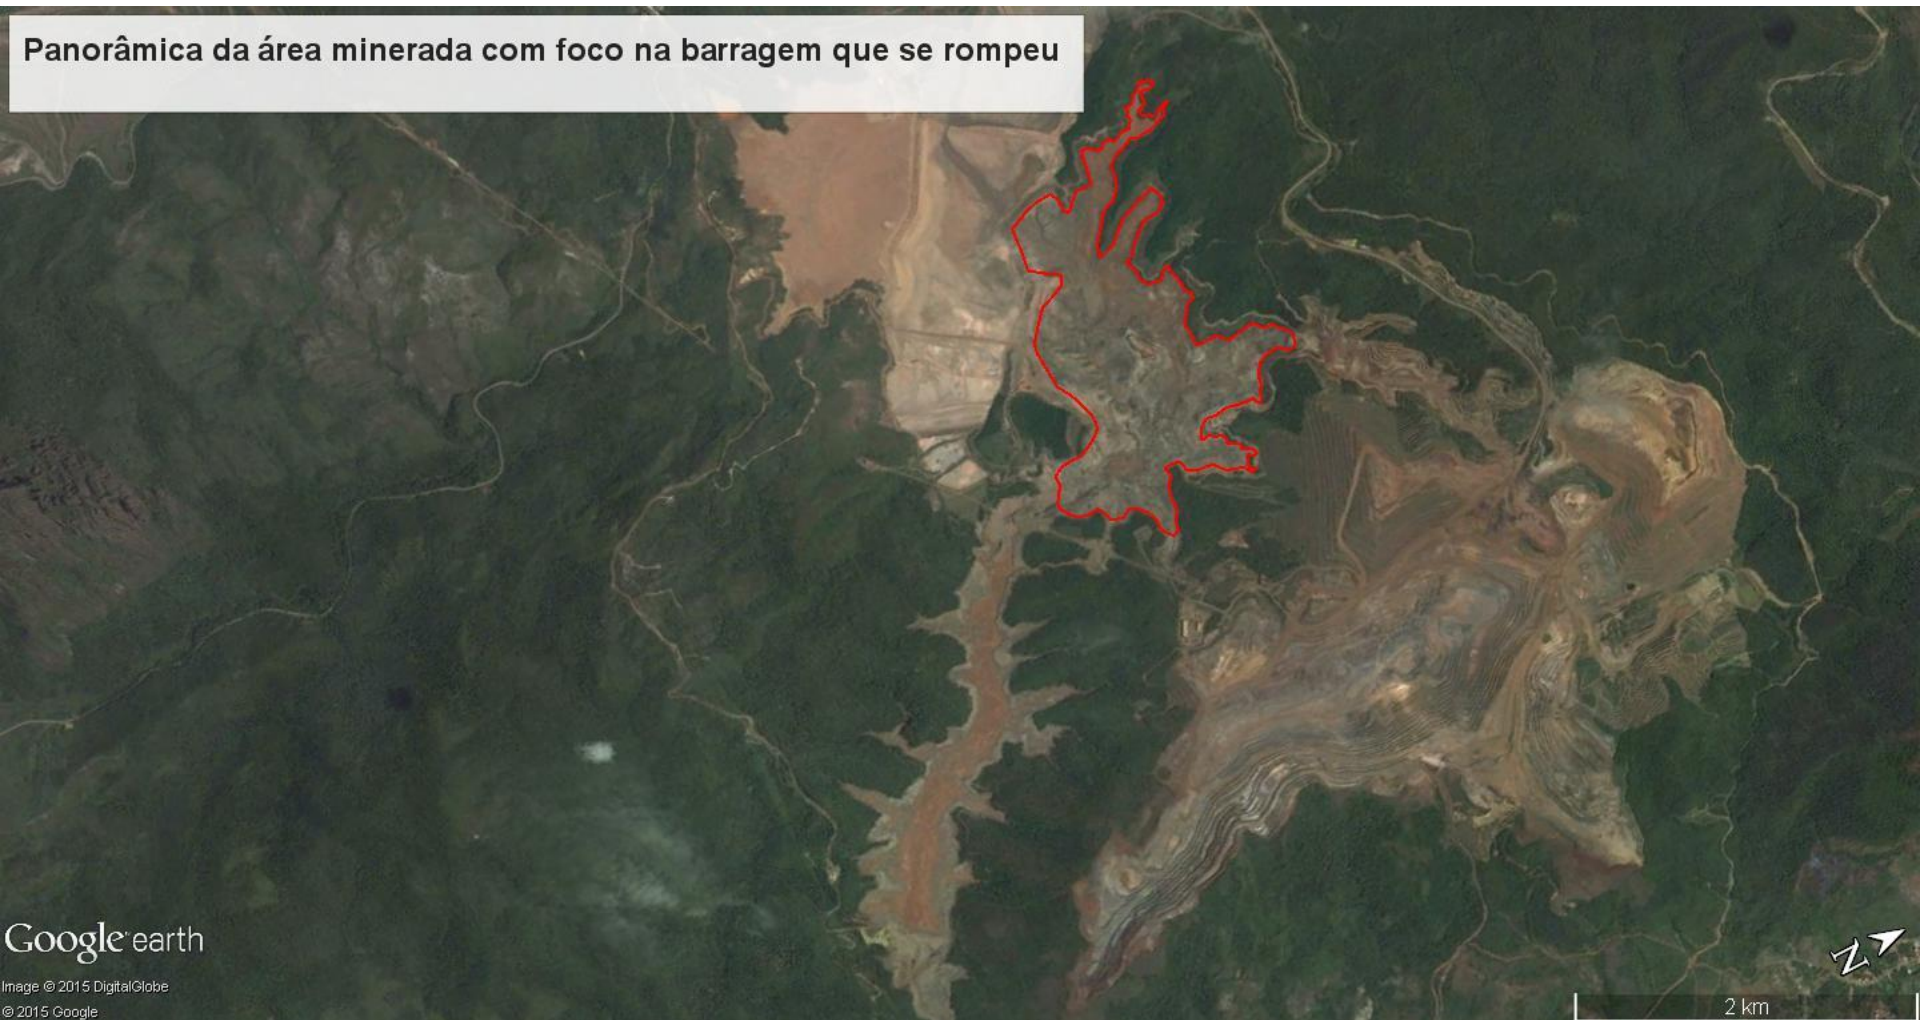 Panorâmica da área minerada com foco na barragem que se rompeu
Google earth
Image © 2015 DigitalGlobe
© 2015 Google
N
2 km